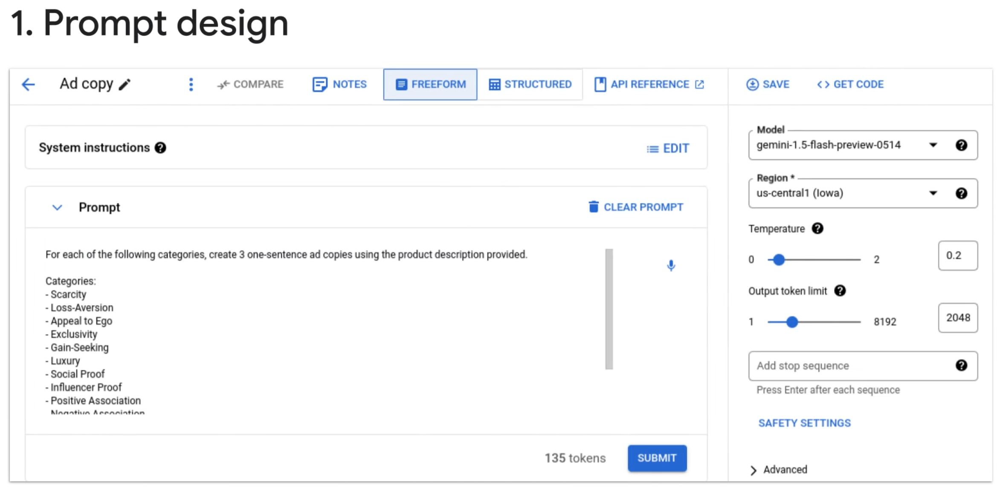 1. Prompt design
Ad copy
COMPARE
NOTES
FREEFORM
STRUCTURED
API REFERENCE
SAVE
<> GET CODE
System instructions
EDIT
Prompt
CLEAR PROMPT
For each of the following categories, create 3 one-sentence ad copies using the product description provided.
Categories:
- Scarcity
- Loss-Aversion
- Appeal to Ego
- Exclusivity
- Gain-Seeking
- Luxury
- Social Proof
- Influencer Proof
- Positive Association
Negative Association
135 tokens
SUBMIT
Model
gemini-1.5-flash-preview-0514
Region *
us-central1 (Iowa)
Temperature
0 2 0.2
Output token limit
1 8192 2048
Add stop sequence
Press Enter after each sequence
SAFETY SETTINGS
Advanced